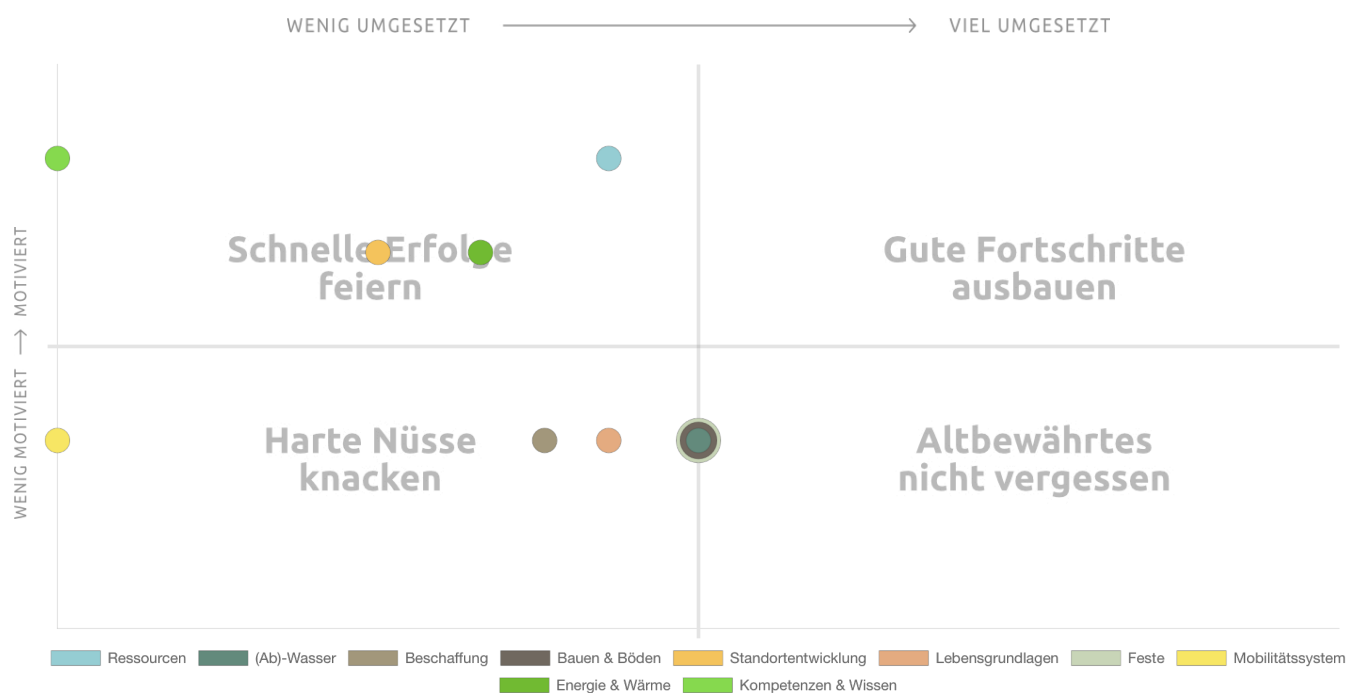 WENIG UMGESETZT
VIEL UMGESETZT
MOTIVIERT
WENIG MOTIVIERT
Schnelle Erfolge
feiern
Gute Fortschritte
ausbauen
Harte Nüsse
knacken
Altbewährtes
nicht vergessen
Ressourcen (Ab)-Wasser Beschaffung Bauen & Böden Standortentwicklung Lebensgrundlagen Feste Mobilitätssystem
Energie & Wärme Kompetenzen & Wissen